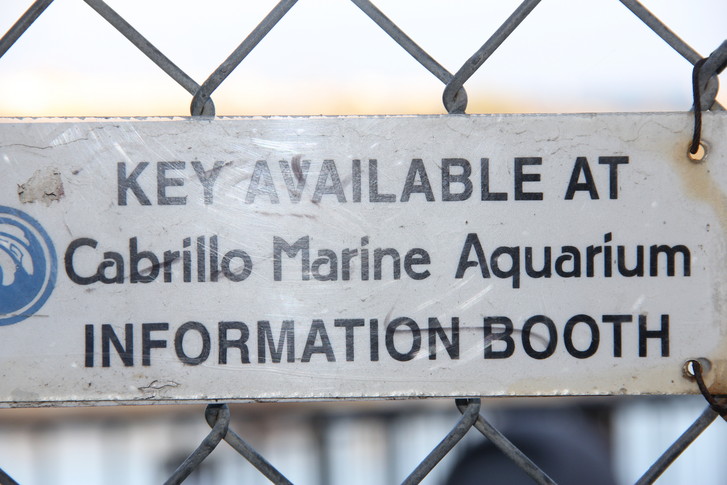 KEY AVAILABLE AT
Cabrillo Marine Aquarium
INFORMATION BOOTH